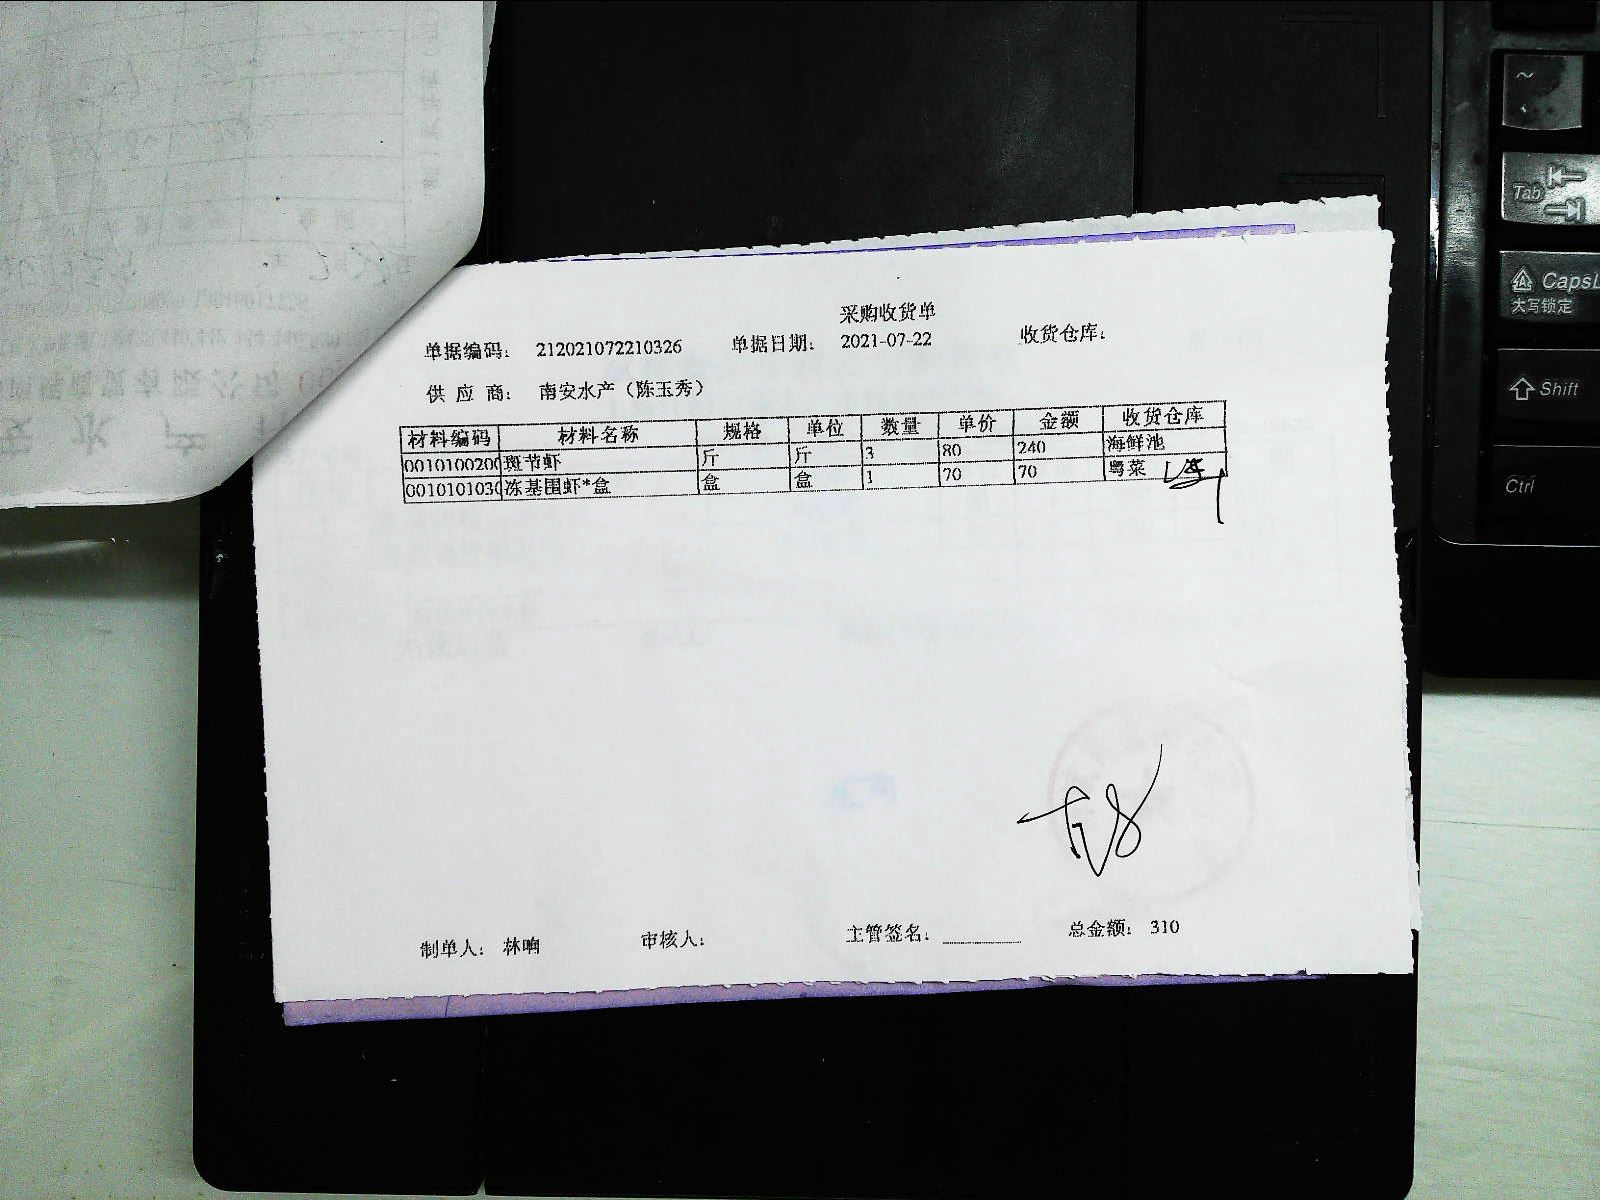 采购收货单
单据编码: 212021072210326 单据日期: 2021-07-22 收货仓库:
供 应 商: 南安水产(陈玉秀)
材料编码 材料名称 规格 单位 数量 单价 金额 收货仓库
0010100200 斑节虾 斤 斤 3 80 240 海鲜池
0010101030 冻基围虾*盒 盒 盒 1 70 70 粤菜
制单人: 林响 审核人: 主管签名: 总金额: 310
~
Tab
CapsL
大写锁定
Shift
Ctrl